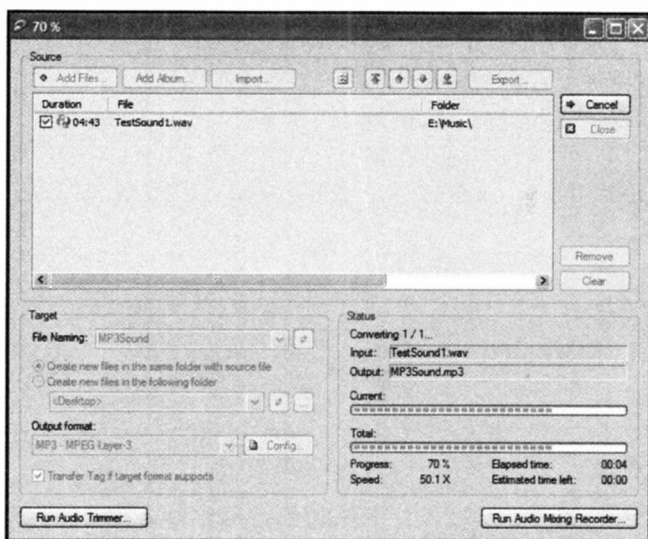 70 %
Source
Add Files... Add Album... Import... Export...
Duration File Folder
04:43 TestSound1.wav E:\Music\
Cancel
Close
Remove
Clear
Target
File Naming: MP3Sound
Create new files in the same folder with source file
Create new files in the following folder
<Desktop>
...
Output format:
MP3 - MPEG Layer-3 Config...
Transfer Tag if target format supports
Status
Converting 1 / 1...
Input: TestSound1.wav
Output: MP3Sound.mp3
Current:
Total:
Progress: 70 % Elapsed time: 00:04
Speed: 50.1 X Estimated time left: 00:00
Run Audio Trimmer... Run Audio Mixing Recorder...